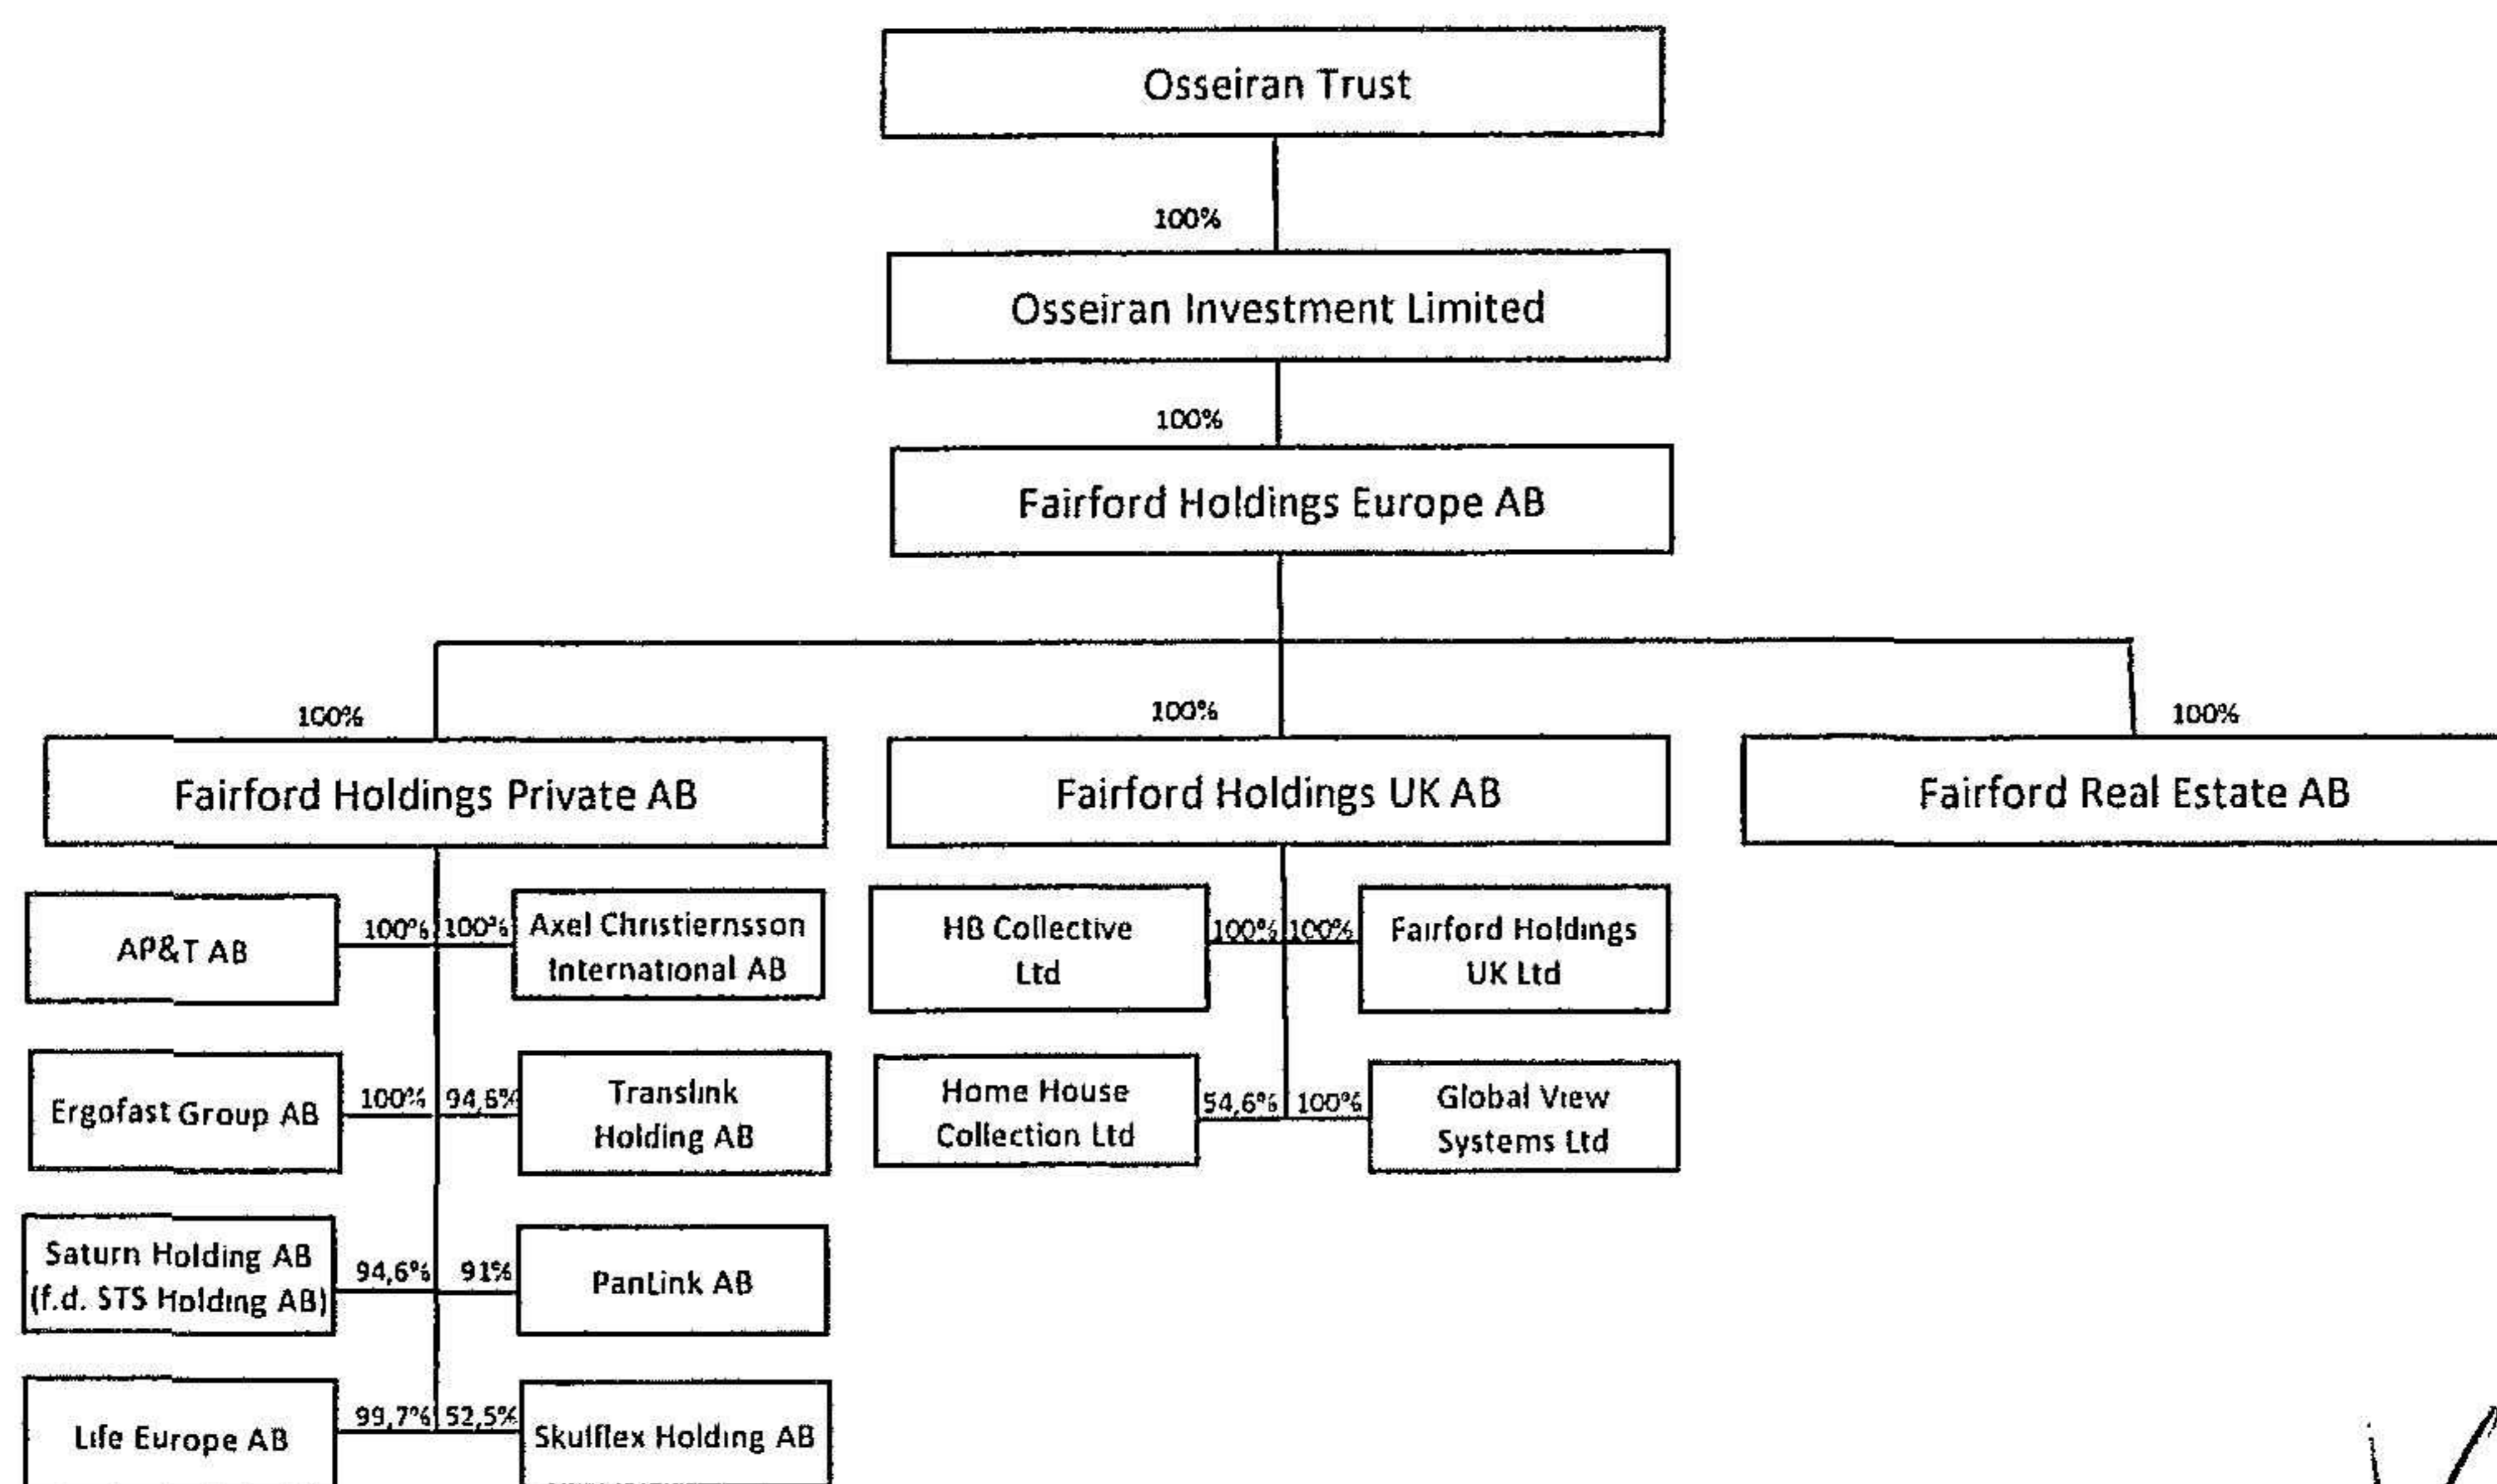 Osseiran Trust
100%
Osseiran Investment Limited
100%
Fairford Holdings Europe AB
100%
100%
100%
Fairford Holdings Private AB
Fairford Holdings UK AB
Fairford Real Estate AB
AP&T AB
100%
100%
Axel Christiernsson
International AB
HB Collective
Ltd
100%
100%
Fairford Holdings
UK Ltd
Ergofast Group AB
100%
94,6%
Translink
Holding AB
Home House
Collection Ltd
54,6%
100%
Global View
Systems Ltd
Saturn Holding AB
(f.d. STS Holding AB)
94,6%
91%
PanLink AB
Life Europe AB
99,7%
52,5%
Skulflex Holding AB